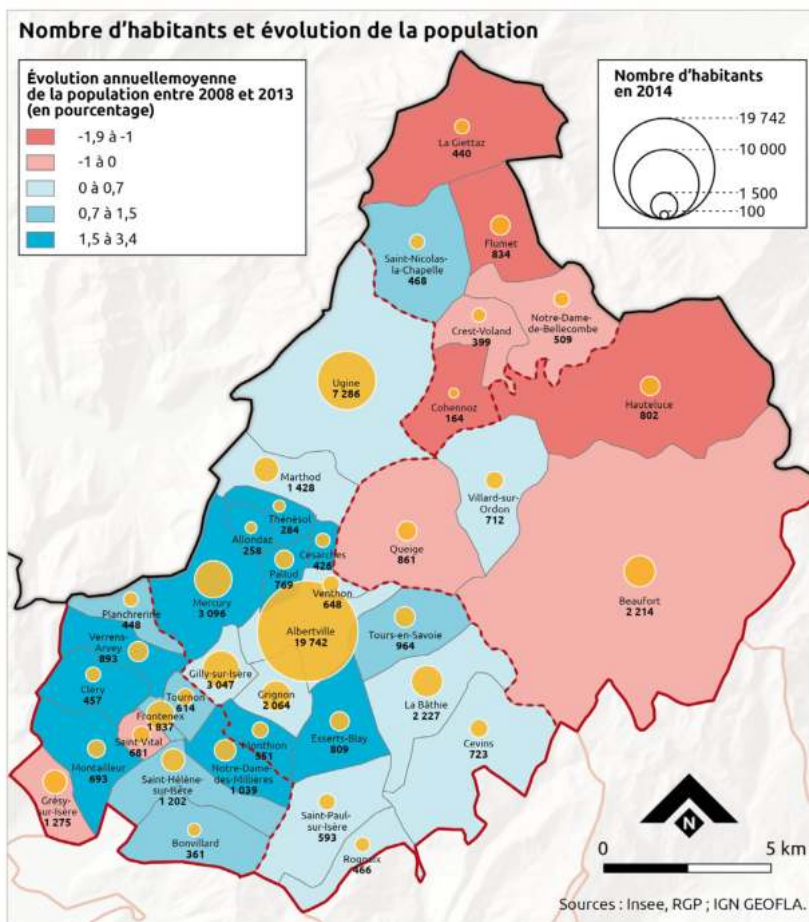 Nombre d'habitants et évolution de la population
Évolution annuellemoyenne
de la population entre 2008 et 2013
(en pourcentage)
-1,9 à -1
-1 à 0
0 à 0,7
0,7 à 1,5
1,5 à 3,4
Nombre d'habitants
en 2014
19 742
10 000
1 500
100
La Giettaz
440
Flumet
834
Saint-Nicolas-
la-Chapelle
468
Notre-Dame-
de-Bellecombe
509
Crest-Voland
399
Ugine
7 286
Cohennoz
164
Hauteluce
802
Marthod
1 428
Villard-sur-
Ordon
712
Thénésol
284
Allondaz
258
Césarches
426
Queige
861
Pallud
769
Venthon
648
Mercury
3 096
Beaufort
2 214
Planchrerine
448
Albertville
19 742
Tours-en-Savoie
964
Verrens-
Arvey
893
Gilly-sur-Isère
3 047
Cléry
457
Tournon
614
Grignon
2 064
La Bâthie
2 227
Frontenex
1 837
Saint-Vital
681
Monthion
551
Esserts-Blay
809
Cevins
723
Montailleur
693
Notre-Dame-
des-Millières
1 039
Saint-Hélène-
sur-Isère
1 202
Grésy-
sur-Isère
1 275
Saint-Paul-
sur-Isère
593
Bonvillard
361
Rognaix
466
N
0
5 km
Sources : Insee, RGP ; IGN GEOFLA.